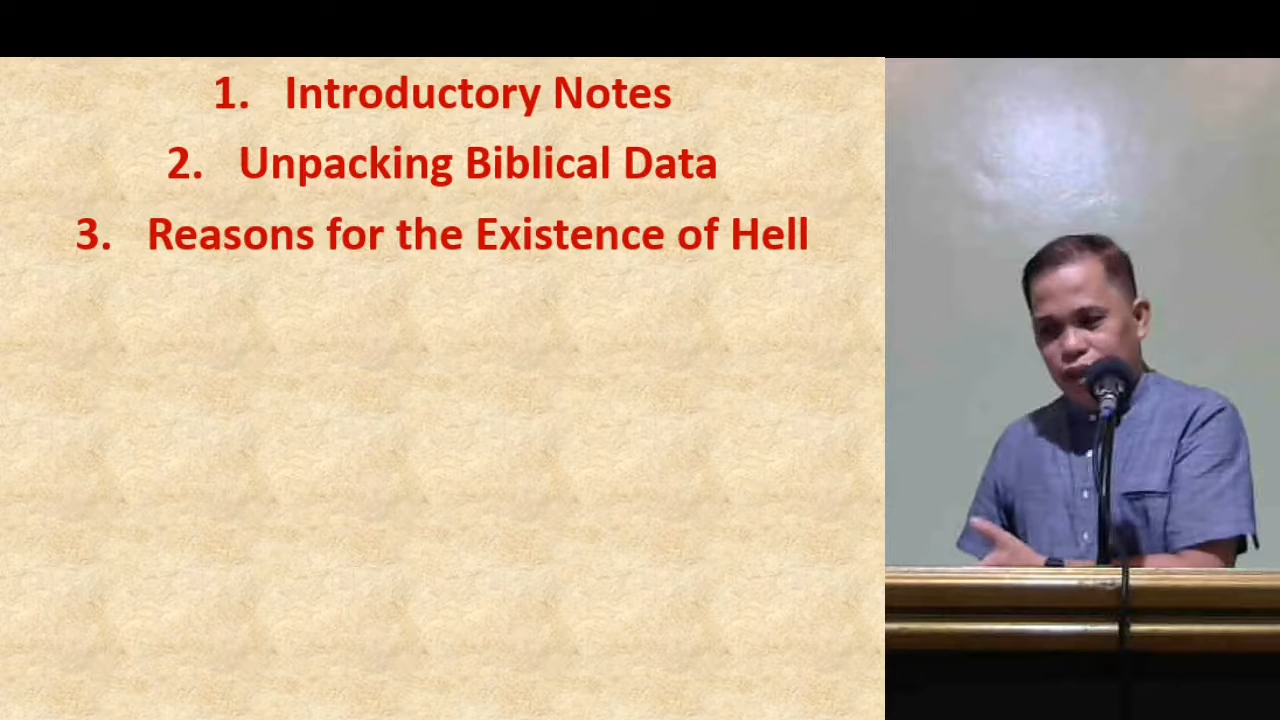 1. Introductory Notes
2. Unpacking Biblical Data
3. Reasons for the Existence of Hell